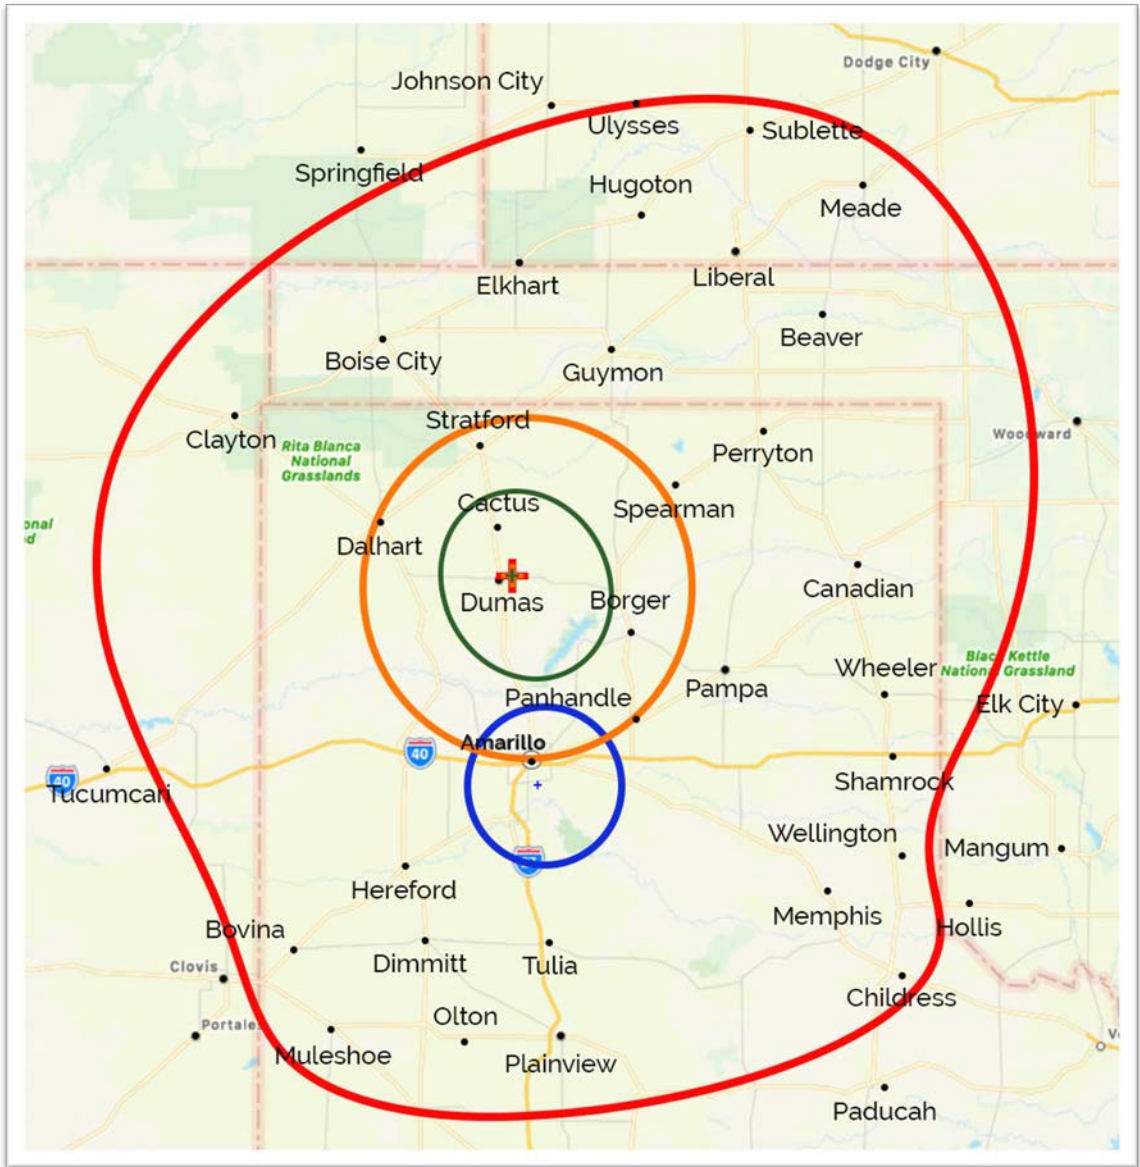 Dodge City
Johnson City
Ulysses
Sublette
Springfield
Hugoton
Meade
Elkhart
Liberal
Beaver
Boise City
Guymon
Stratford
Clayton
Rita Blanca
National
Grasslands
Woodward
Perryton
Cactus
Spearman
onal
d
Dalhart
Canadian
Dumas
Borger
Wheeler
Black Kettle
National Grassland
Pampa
Panhandle
Elk City
Amarillo
40
40
Tucumcari
Shamrock
Wellington
Mangum
Hereford
Memphis
Hollis
Bovina
Dimmitt
Tulia
Clovis
Childress
Olton
Portale
Muleshoe
Plainview
V
Paducah